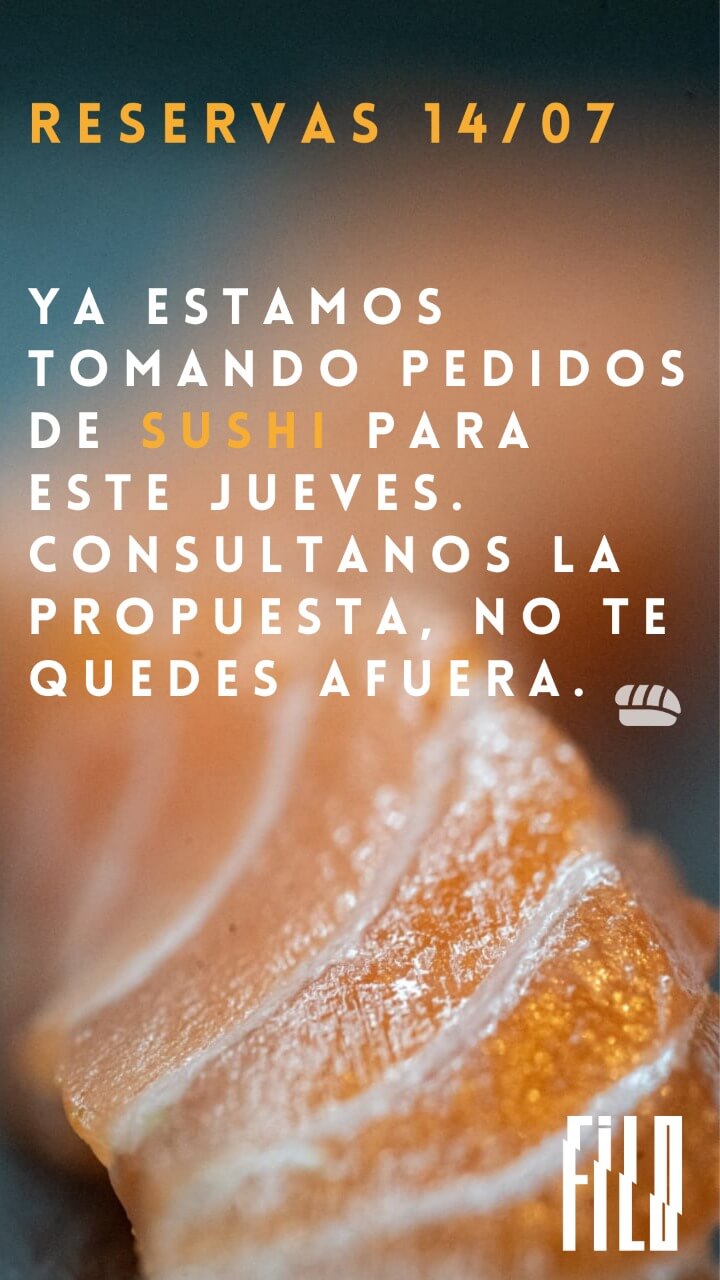 RESERVAS 14/07
YA ESTAMOS
TOMANDO PEDIDOS
DE SUSHI PARA
ESTE JUEVES.
CONSULTANOS LA
PROPUESTA, NO TE
QUEDES AFUERA.
FiLO